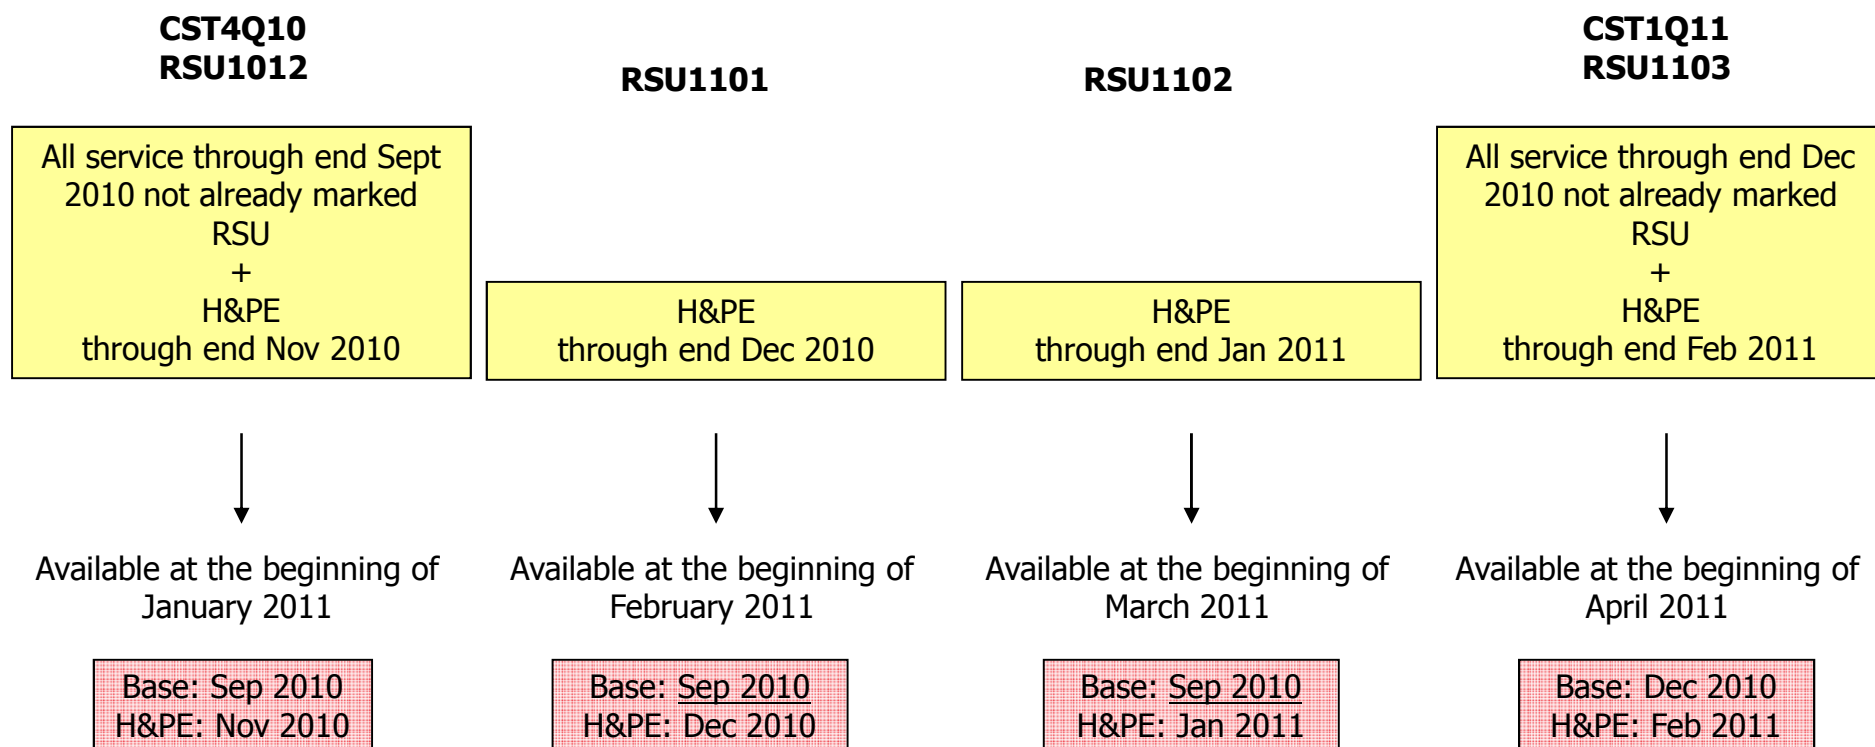 CST4Q10
RSU1012
All service through end Sept
2010 not already marked
RSU
+
H&PE
through end Nov 2010
Available at the beginning of
January 2011
Base: Sep 2010
H&PE: Nov 2010
RSU1101
H&PE
through end Dec 2010
Available at the beginning of
February 2011
Base: Sep 2010
H&PE: Dec 2010
RSU1102
H&PE
through end Jan 2011
Available at the beginning of
March 2011
Base: Sep 2010
H&PE: Jan 2011
CST1Q11
RSU1103
All service through end Dec
2010 not already marked
RSU
+
H&PE
through end Feb 2011
Available at the beginning of
April 2011
Base: Dec 2010
H&PE: Feb 2011